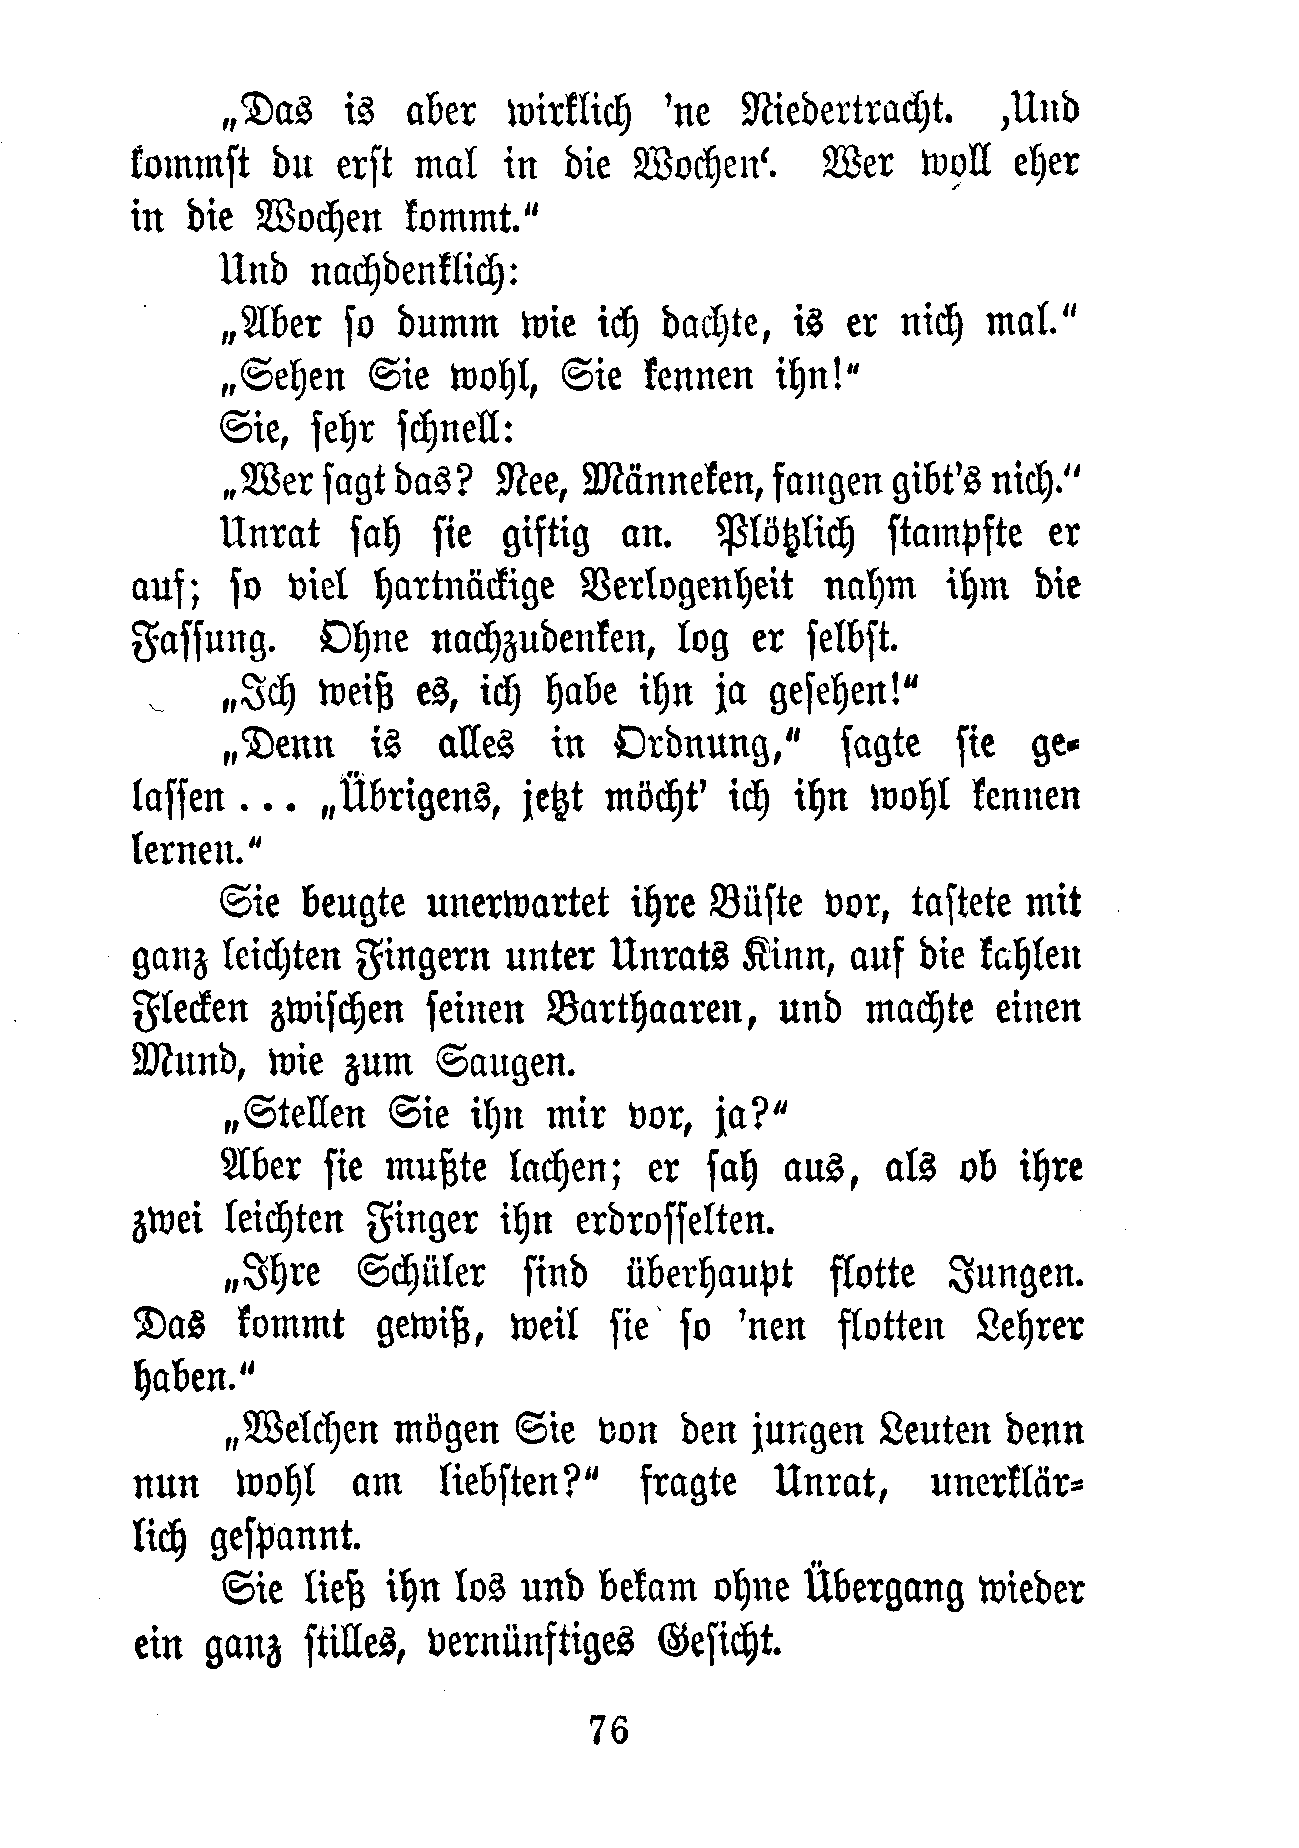 „Das is aber wirklich 'ne Niedertracht. ‚Und
kommst du erst mal in die Wochen‘. Wer woll eher
in die Wochen kommt.“
Und nachdenklich:
„Aber so dumm wie ich dachte, is er nich mal.“
„Sehen Sie wohl, Sie kennen ihn!“
Sie, sehr schnell:
„Wer sagt das? Nee, Männeken, fangen gibt's nich.“
Unrat sah sie giftig an. Plötzlich stampfte er
auf; so viel hartnäckige Verlogenheit nahm ihm die
Fassung. Ohne nachzudenken, log er selbst.
„Ich weiß es, ich habe ihn ja gesehen!“
„Denn is alles in Ordnung,“ sagte sie ge-
lassen ... „Übrigens, jetzt möcht' ich ihn wohl kennen
lernen.“
Sie beugte unerwartet ihre Büste vor, tastete mit
ganz leichten Fingern unter Unrats Kinn, auf die kahlen
Flecken zwischen seinen Barthaaren, und machte einen
Mund, wie zum Saugen.
„Stellen Sie ihn mir vor, ja?“
Aber sie mußte lachen; er sah aus, als ob ihre
zwei leichten Finger ihn erdrosselten.
„Ihre Schüler sind überhaupt flotte Jungen.
Das kommt gewiß, weil sie so 'nen flotten Lehrer
haben.“
„Welchen mögen Sie von den jungen Leuten denn
nun wohl am liebsten?“ fragte Unrat, unerklär-
lich gespannt.
Sie ließ ihn los und bekam ohne Übergang wieder
ein ganz stilles, vernünftiges Gesicht.
76